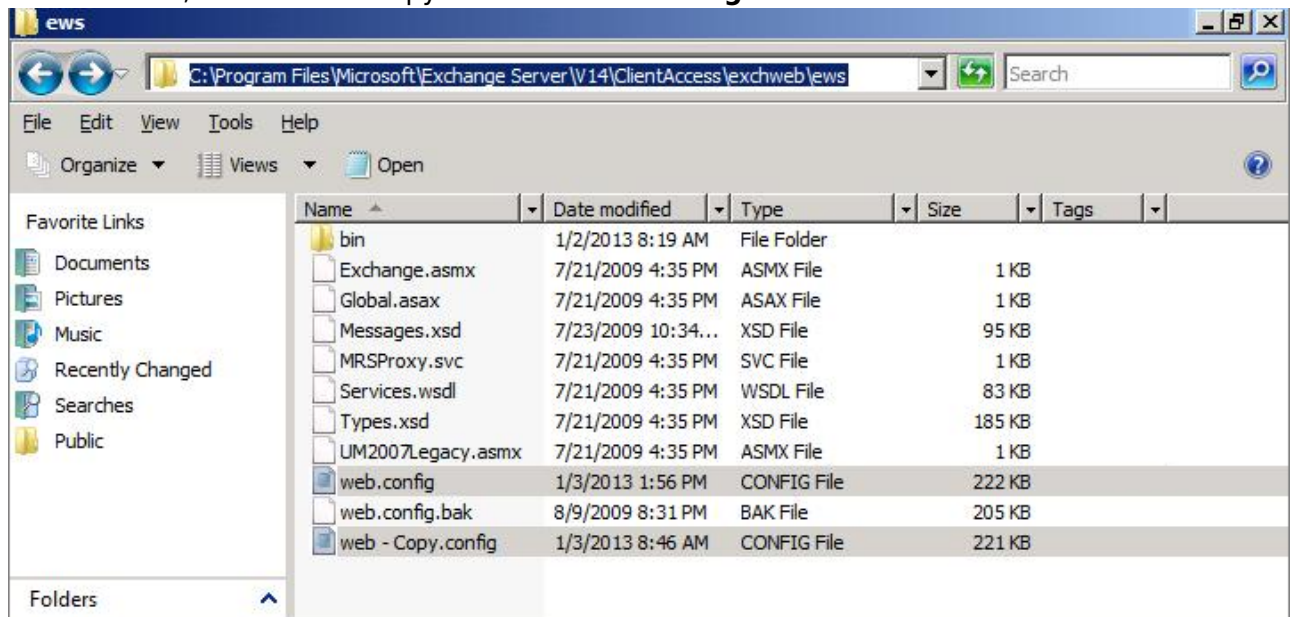 py
g
ews
C:\Program Files\Microsoft\Exchange Server\V14\ClientAccess\exchweb\ews Search
File Edit View Tools Help
Organize Views Open
Favorite Links
Documents
Pictures
Music
Recently Changed
Searches
Public
Folders
Name Date modified Type Size Tags
bin 1/2/2013 8:19 AM File Folder
Exchange.asmx 7/21/2009 4:35 PM ASMX File 1 KB
Global.asax 7/21/2009 4:35 PM ASAX File 1 KB
Messages.xsd 7/23/2009 10:34... XSD File 95 KB
MRSProxy.svc 7/21/2009 4:35 PM SVC File 1 KB
Services.wsdl 7/21/2009 4:35 PM WSDL File 83 KB
Types.xsd 7/21/2009 4:35 PM XSD File 185 KB
UM2007Legacy.asmx 7/21/2009 4:35 PM ASMX File 1 KB
web.config 1/3/2013 1:56 PM CONFIG File 222 KB
web.config.bak 8/9/2009 8:31 PM BAK File 205 KB
web - Copy.config 1/3/2013 8:46 AM CONFIG File 221 KB